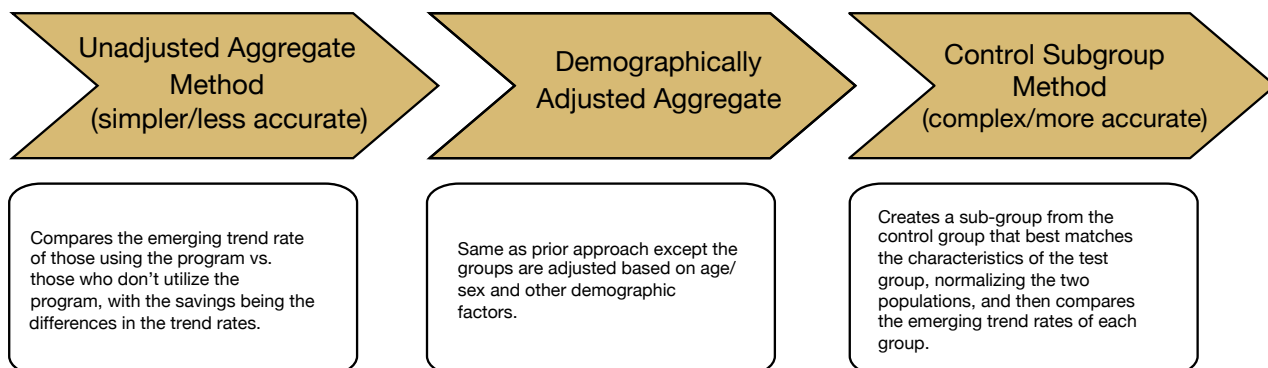 Unadjusted Aggregate
Method
(simpler/less accurate)
Demographically
Adjusted Aggregate
Control Subgroup
Method
(complex/more accurate)
Compares the emerging trend rate
of those using the program vs.
those who don’t utilize the
program, with the savings being the
differences in the trend rates.
Same as prior approach except the
groups are adjusted based on age/
sex and other demographic
factors.
Creates a sub-group from the
control group that best matches
the characteristics of the test
group, normalizing the two
populations, and then compares
the emerging trend rates of each
group.